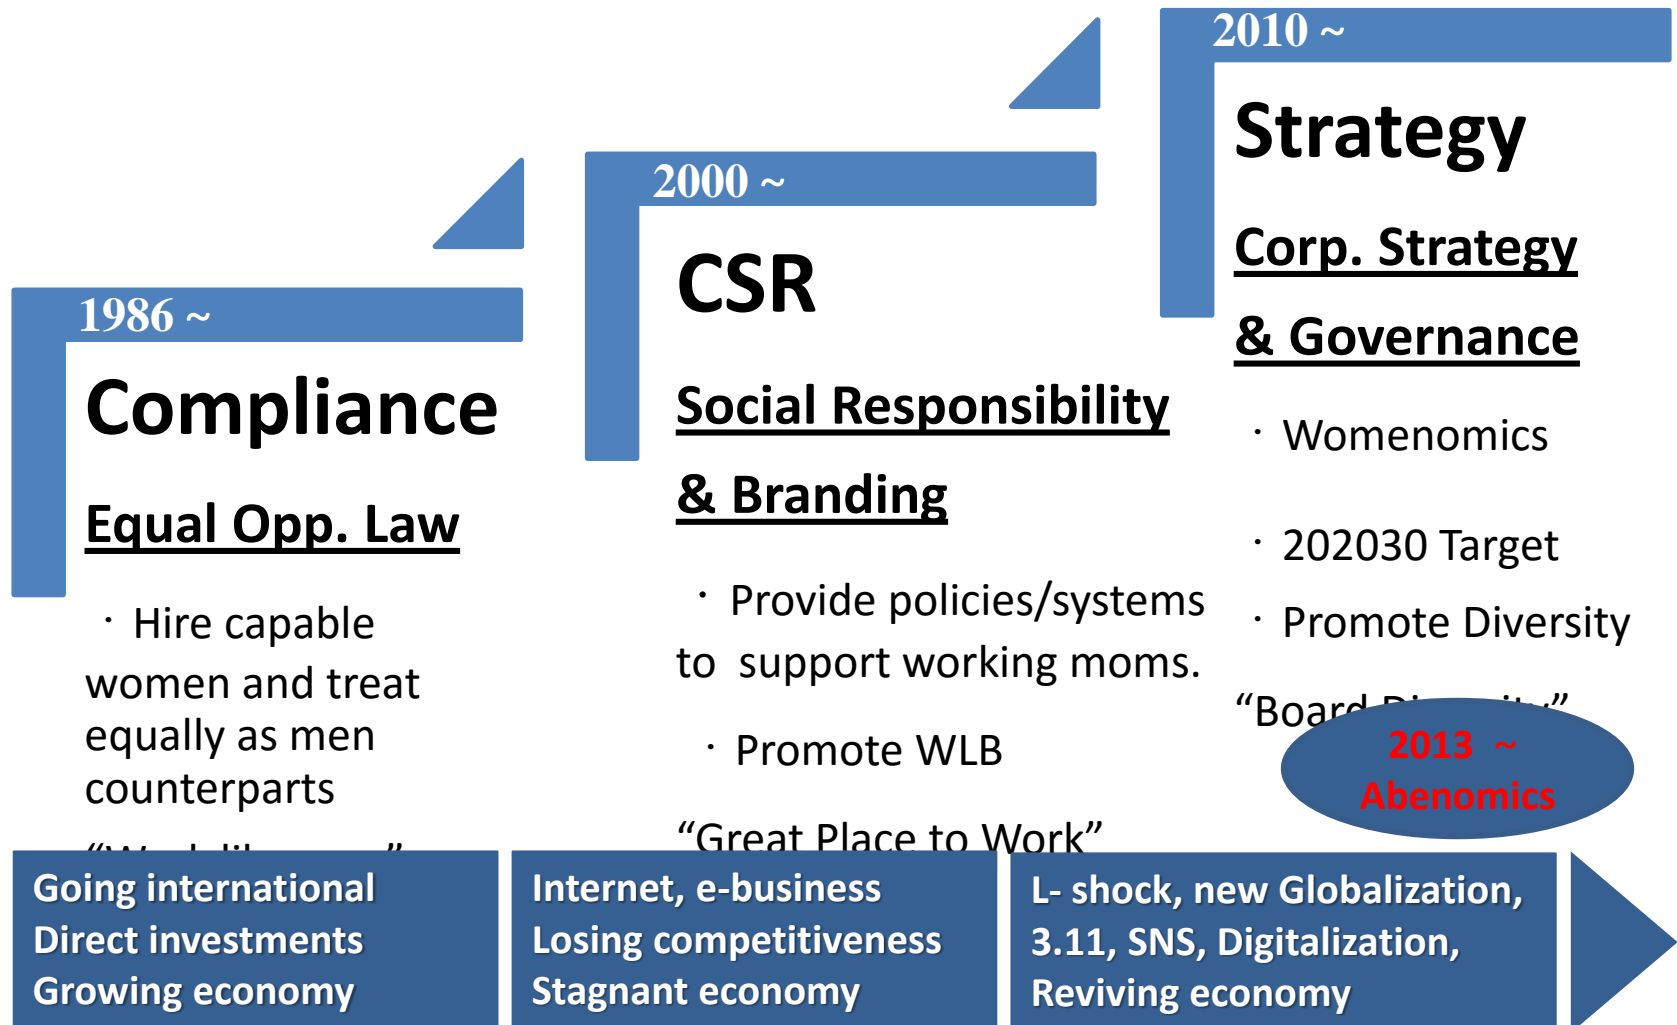 1986 ~
Compliance
Equal Opp. Law
· Hire capable
women and treat
equally as men
counterparts
2000 ~
CSR
Social Responsibility
& Branding
· Provide policies/systems
to support working moms.
· Promote WLB
“Great Place to Work”
2010 ~
Strategy
Corp. Strategy
& Governance
· Womenomics
· 202030 Target
· Promote Diversity
“Board Diversity”
2013 ~
Abenomics
Going international
Direct investments
Growing economy
Internet, e-business
Losing competitiveness
Stagnant economy
L- shock, new Globalization,
3.11, SNS, Digitalization,
Reviving economy